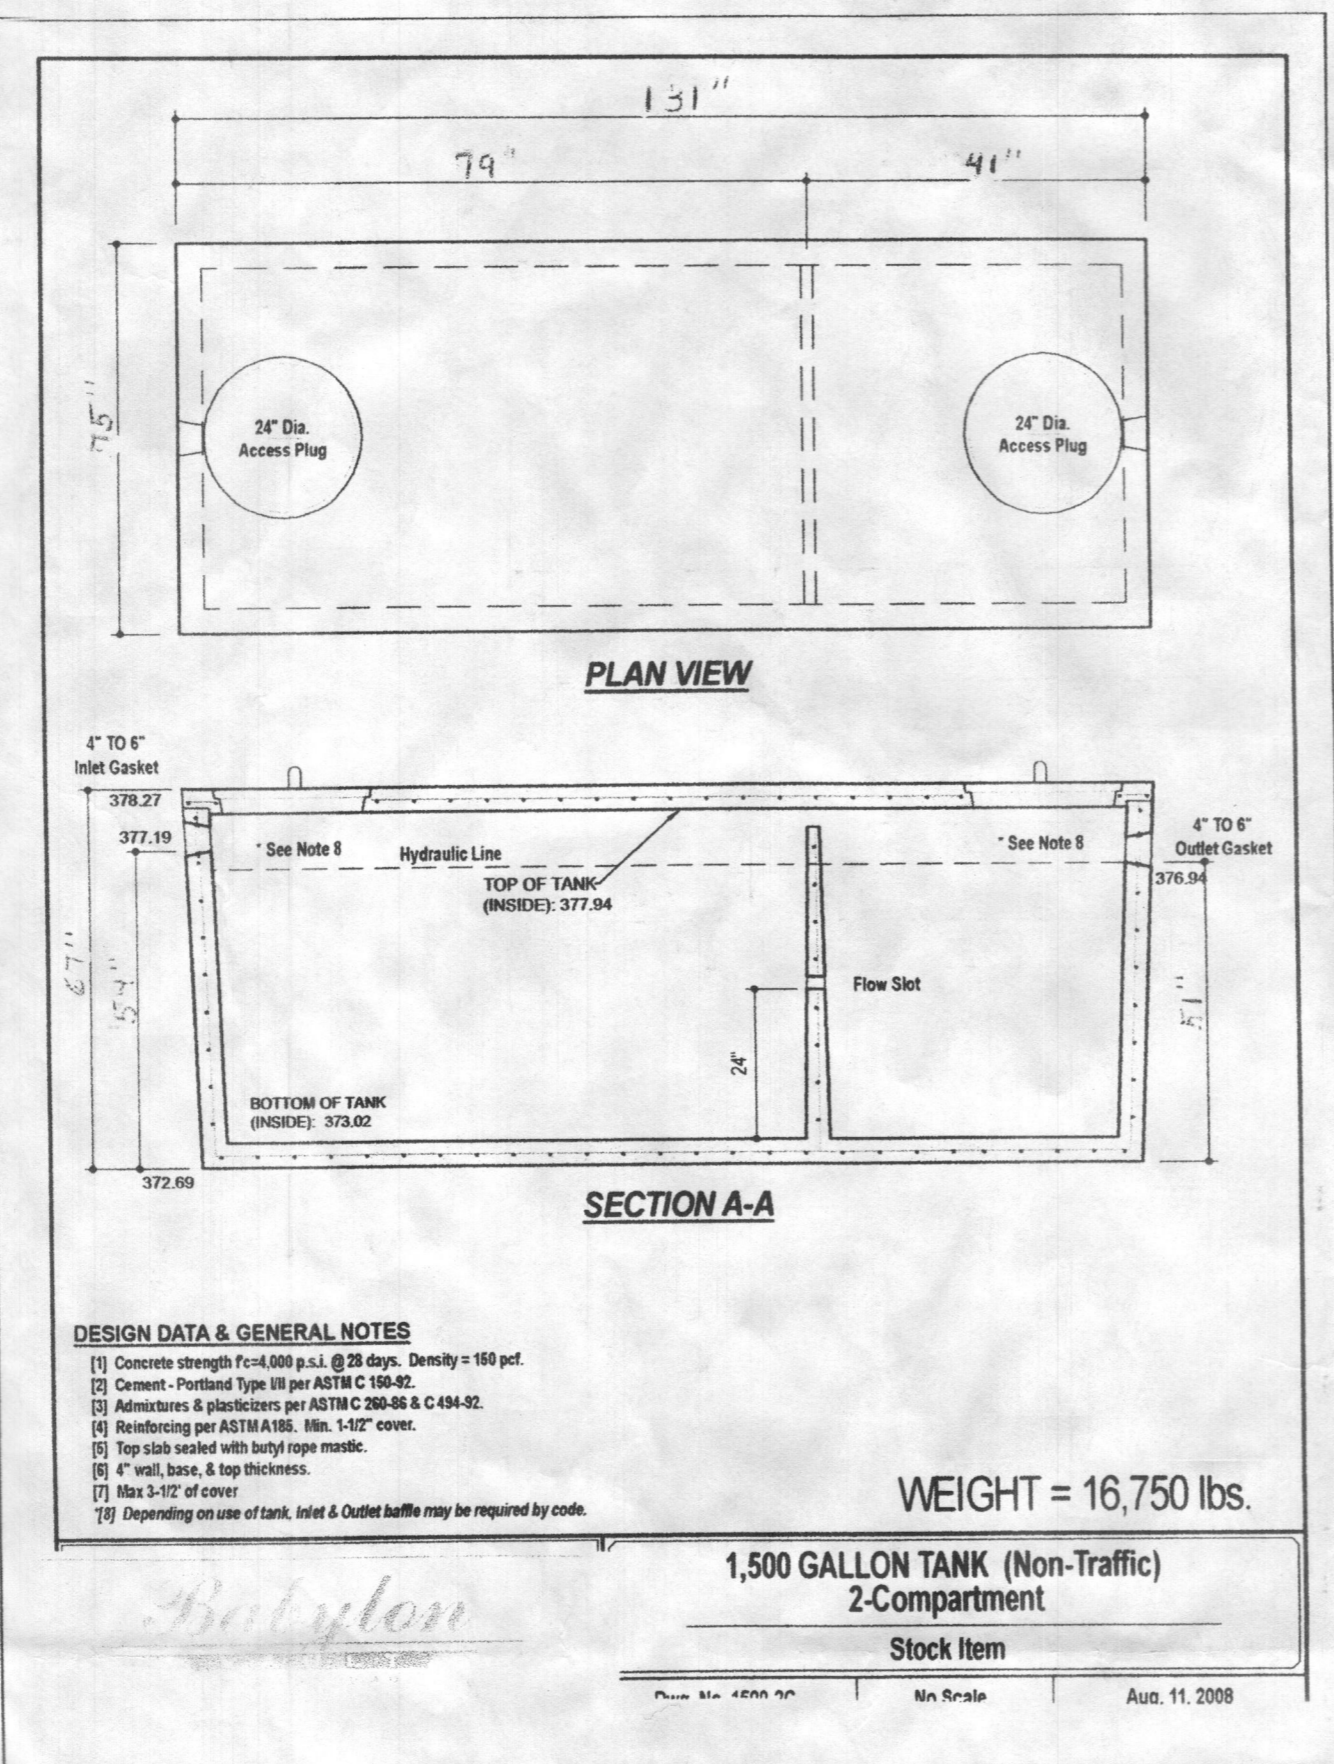 131"
79"
41"
75"
24" Dia.
Access Plug
24" Dia.
Access Plug
PLAN VIEW
4" TO 6"
Inlet Gasket
378.27
377.19
* See Note 8
Hydraulic Line
TOP OF TANK
(INSIDE): 377.94
* See Note 8
4" TO 6"
Outlet Gasket
376.94
67"
54"
Flow Slot
51"
24"
BOTTOM OF TANK
(INSIDE): 373.02
372.69
SECTION A-A
DESIGN DATA & GENERAL NOTES
[1] Concrete strength f'c=4,000 p.s.i. @ 28 days. Density = 150 pcf.
[2] Cement - Portland Type I/II per ASTM C 150-92.
[3] Admixtures & plasticizers per ASTM C 260-86 & C 494-92.
[4] Reinforcing per ASTM A185. Min. 1-1/2" cover.
[5] Top slab sealed with butyl rope mastic.
[6] 4" wall, base, & top thickness.
[7] Max 3-1/2' of cover
*[8] Depending on use of tank, Inlet & Outlet baffle may be required by code.
WEIGHT = 16,750 lbs.
1,500 GALLON TANK (Non-Traffic)
2-Compartment
Stock Item
Babylon
Dwg. No. 1500 2C
No Scale
Aug. 11, 2008